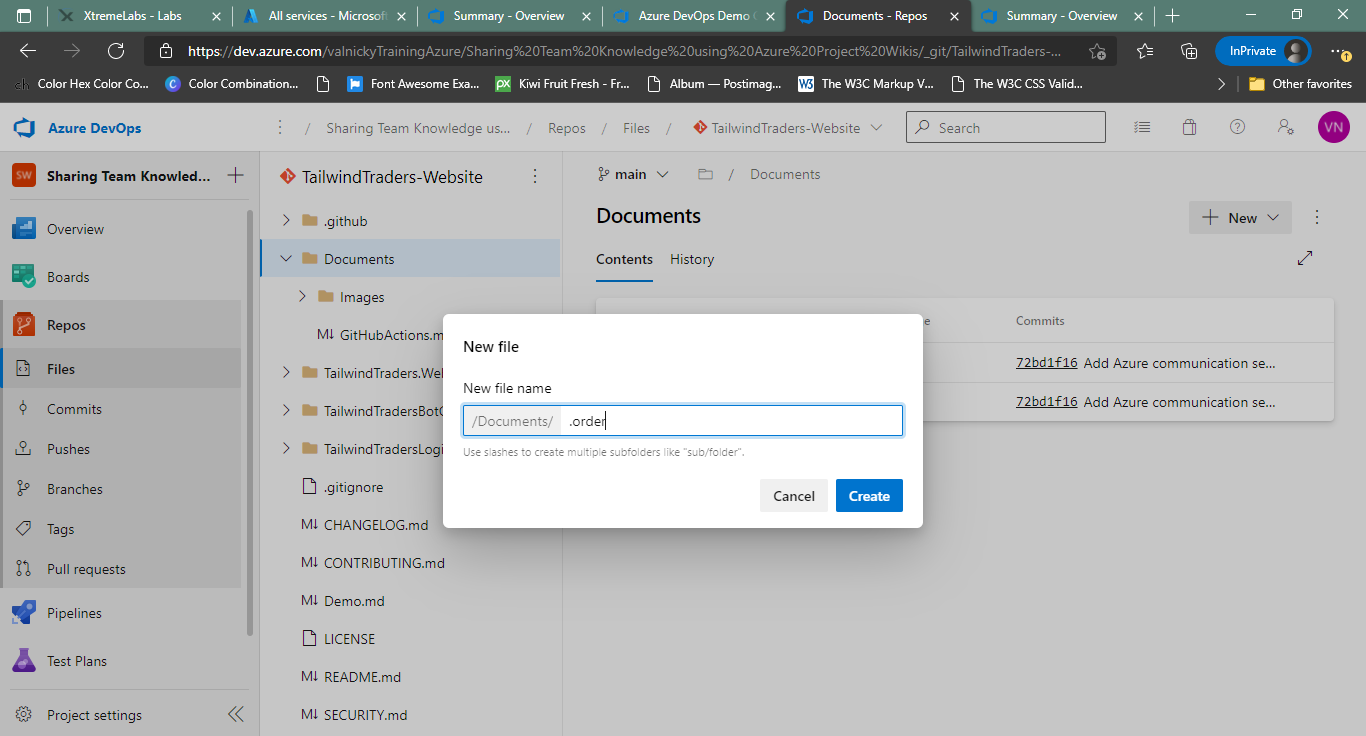 XtremeLabs - Labs
All services - Microsoft
Summary - Overview
Azure DevOps Demo
Documents - Repos
Summary - Overview
https://dev.azure.com/valnickyTrainingAzure/Sharing%20Team%20Knowledge%20using%20Azure%20Project%20Wikis/_git/TailwindTraders-...
InPrivate
Color Hex Color Co...
Color Combination...
Font Awesome Exa...
px Kiwi Fruit Fresh - Fr...
Album — Postimag...
W3 The W3C Markup V...
The W3C CSS Valid...
Other favorites
Azure DevOps / Sharing Team Knowledge us... / Repos / Files / TailwindTraders-Website
Search
VN
SW Sharing Team Knowled...
Overview
Boards
Repos
Files
Commits
Pushes
Branches
Tags
Pull requests
Pipelines
Test Plans
Project settings
TailwindTraders-Website
.github
Documents
Images
M↓ GitHubActions.m
TailwindTraders.Wel
TailwindTradersBot
TailwindTradersLogi
.gitignore
M↓ CHANGELOG.md
M↓ CONTRIBUTING.md
M↓ Demo.md
LICENSE
M↓ README.md
M↓ SECURITY.md
main / Documents
Documents
New
Contents History
e Commits
72bd1f16 Add Azure communication se...
72bd1f16 Add Azure communication se...
New file
New file name
/Documents/ .order
Use slashes to create multiple subfolders like "sub/folder".
Cancel Create